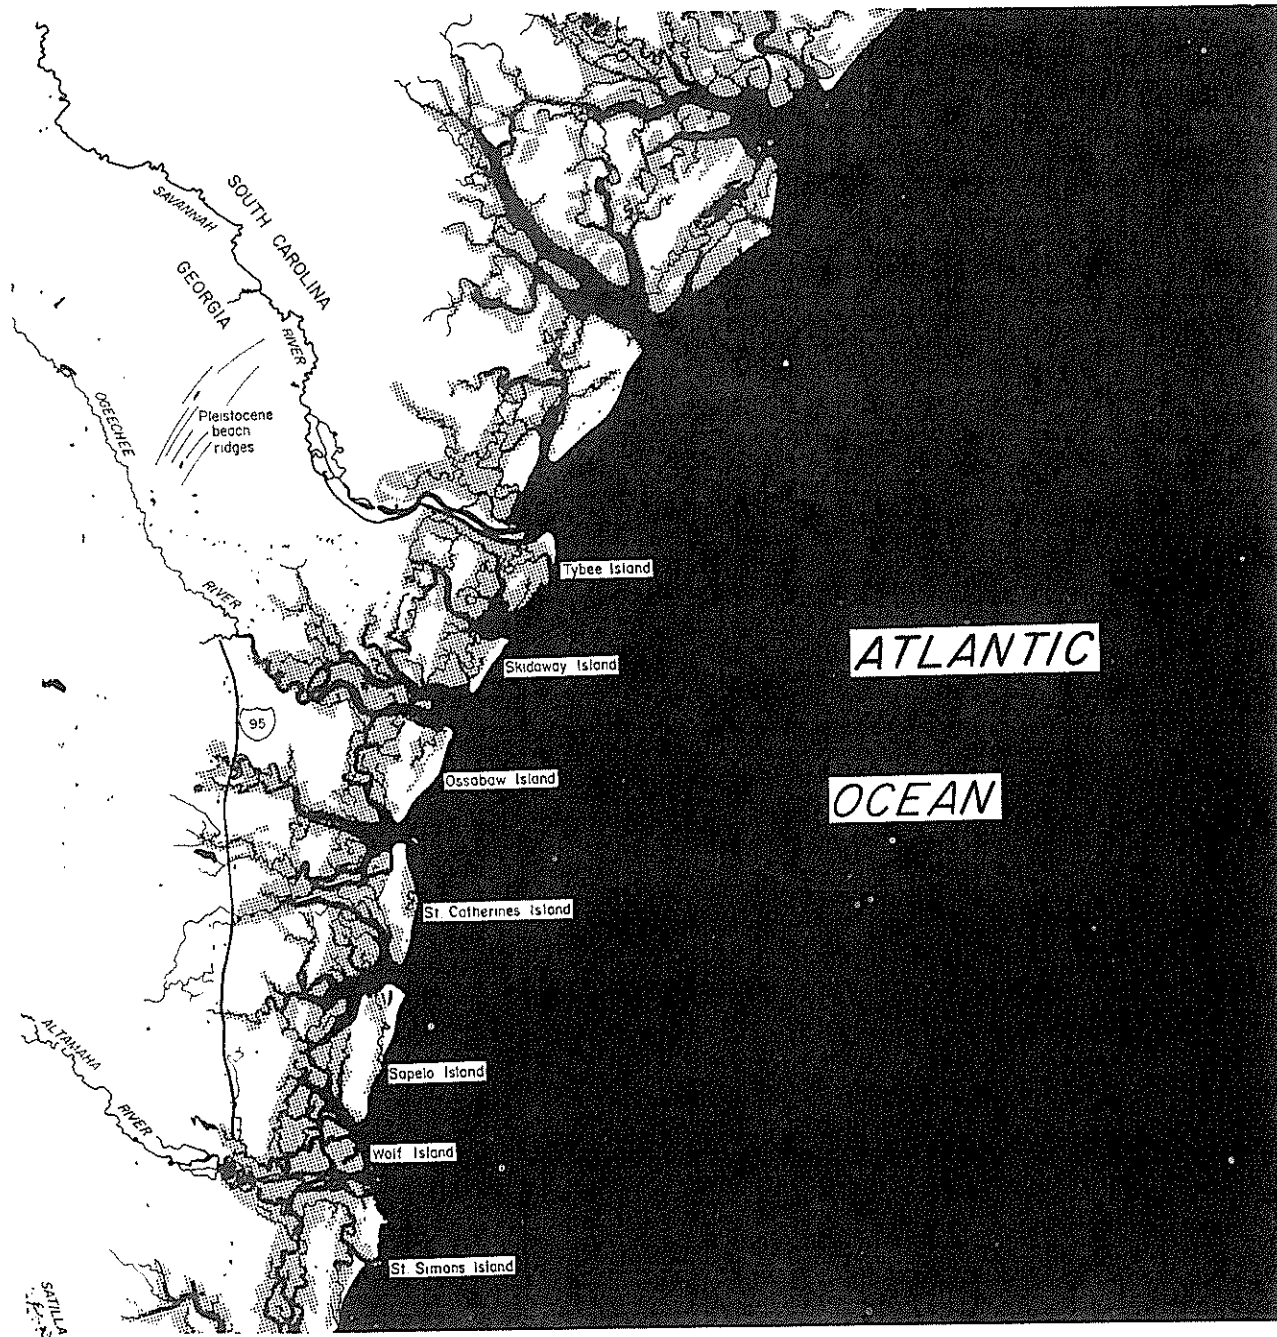 SOUTH CAROLINA
SAVANNAH
GEORGIA
RIVER
OGEECHEE
Pleistocene
beach
ridges
Tybee Island
RIVER
ATLANTIC
Skidaway Island
95
Ossabaw Island
OCEAN
St. Catherines Island
ALTAMAHA
Sapelo Island
RIVER
Wolf Island
St. Simons Island
SATILLA